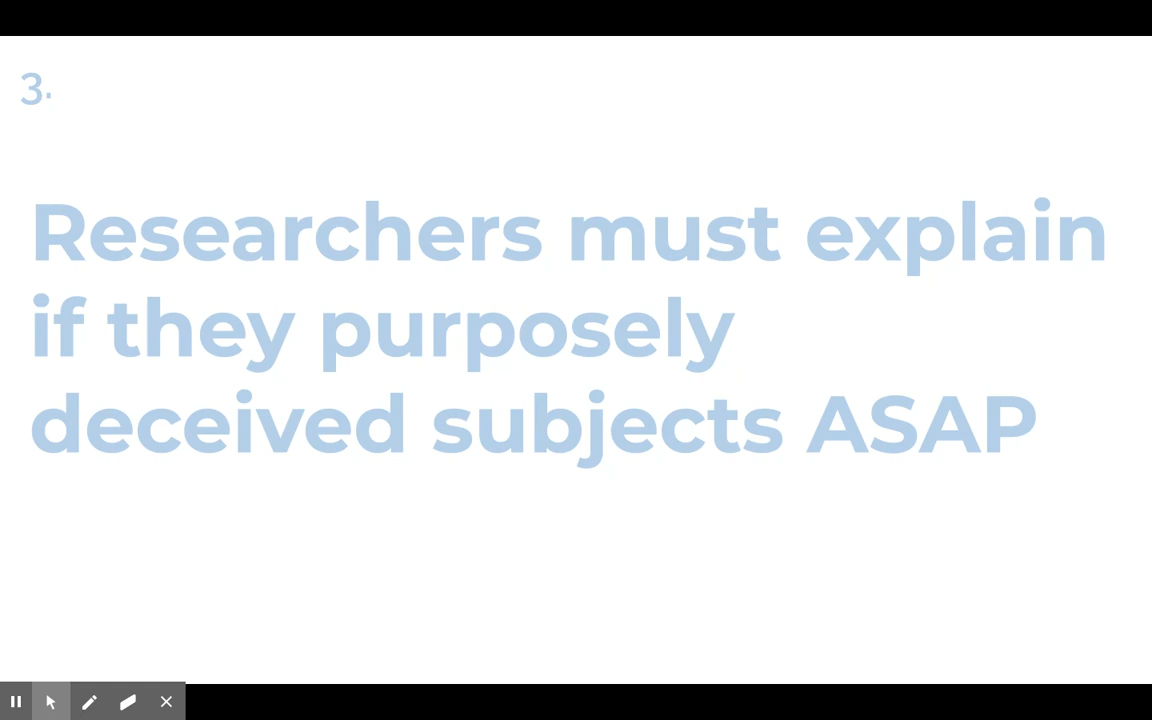 3.
Researchers must explain
if they purposely
deceived subjects ASAP